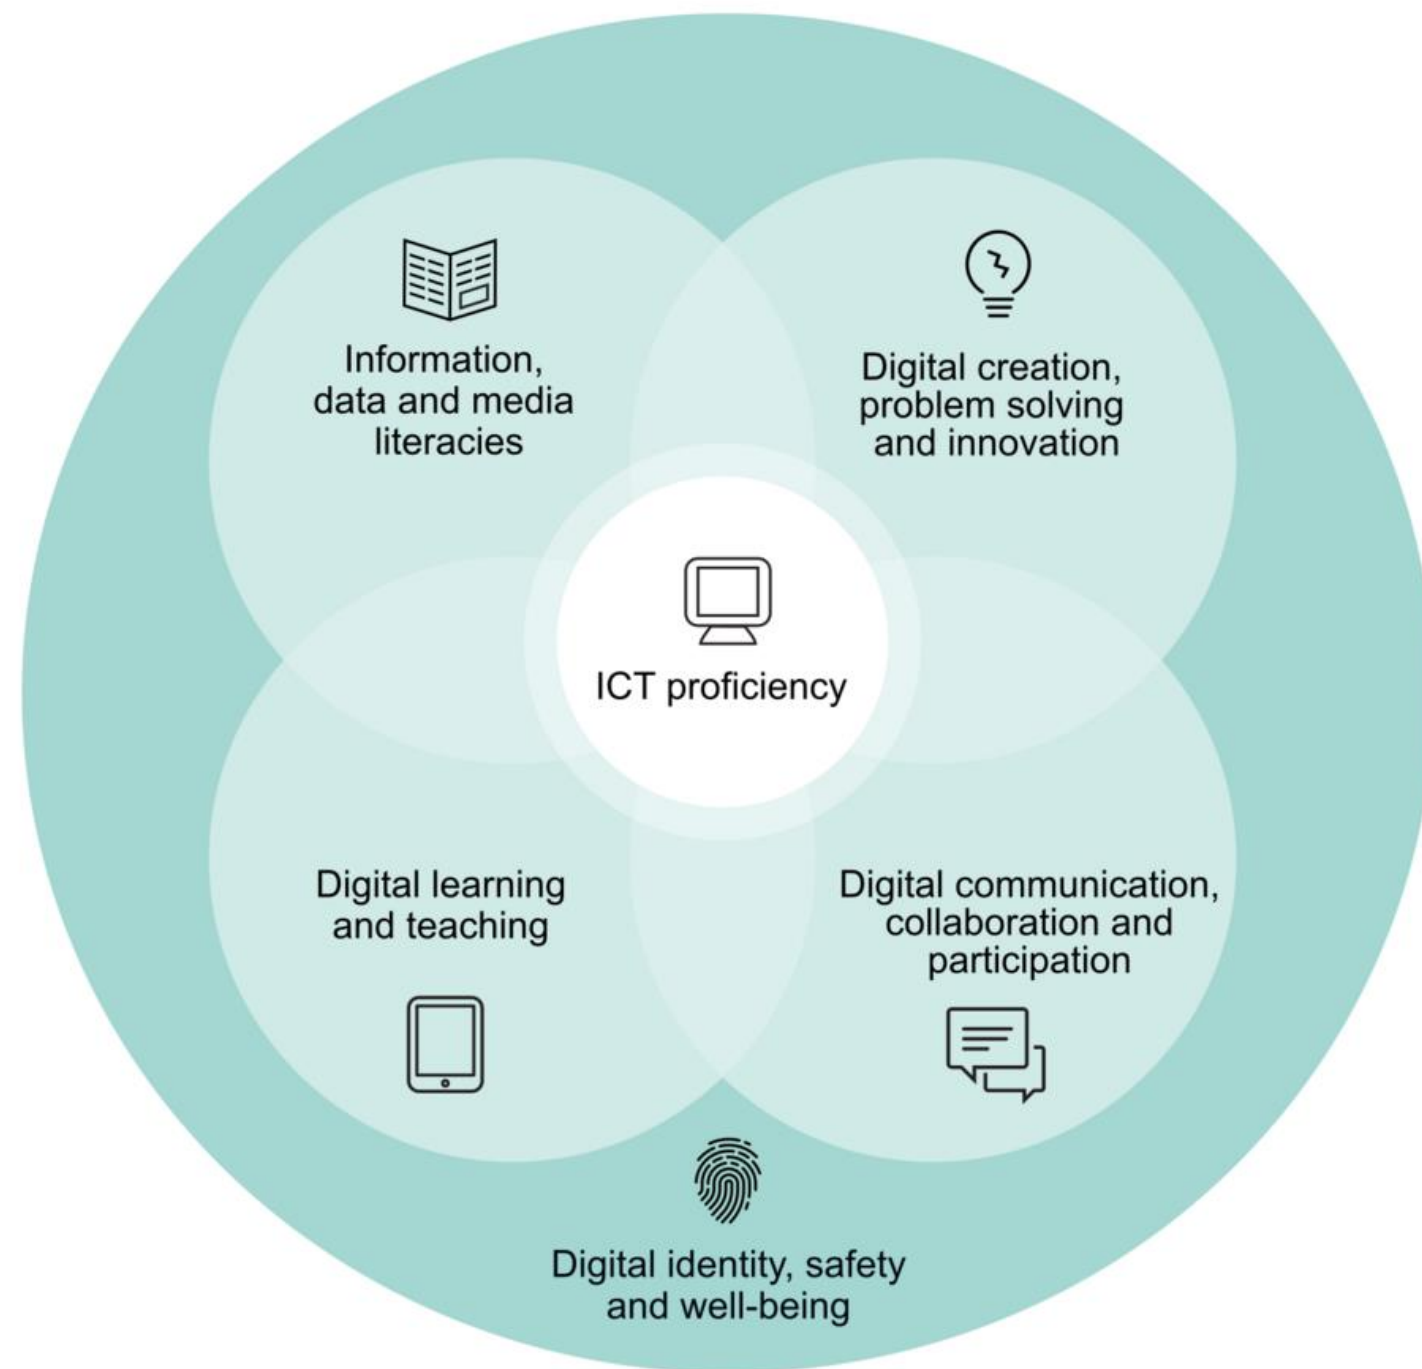 Information,
data and media
literacies
Digital creation,
problem solving
and innovation
ICT proficiency
Digital learning
and teaching
Digital communication,
collaboration and
participation
Digital identity, safety
and well-being